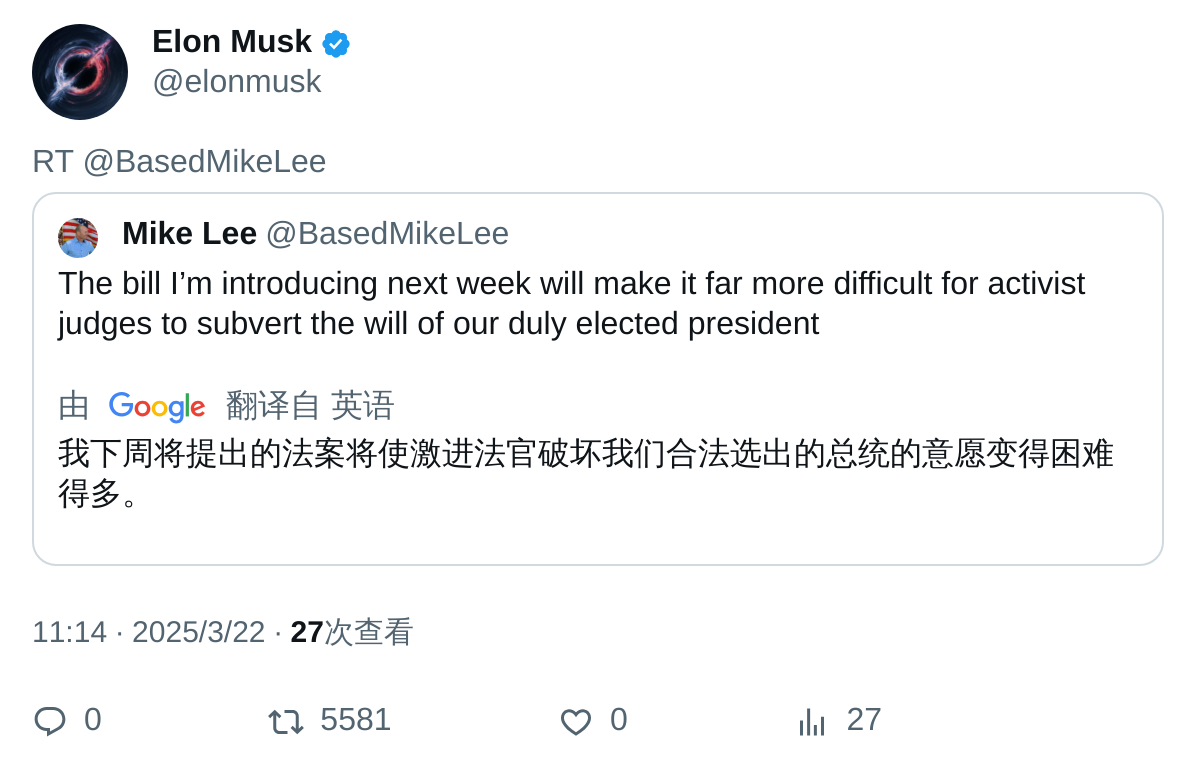 Elon Musk
@elonmusk
RT @BasedMikeLee
Mike Lee @BasedMikeLee
The bill I’m introducing next week will make it far more difficult for activist
judges to subvert the will of our duly elected president
由 Google 翻译自 英语
我下周将提出的法案将使激进法官破坏我们合法选出的总统的意愿变得困难
得多。
11:14 · 2025/3/22 · 27次查看
0 5581 0 27